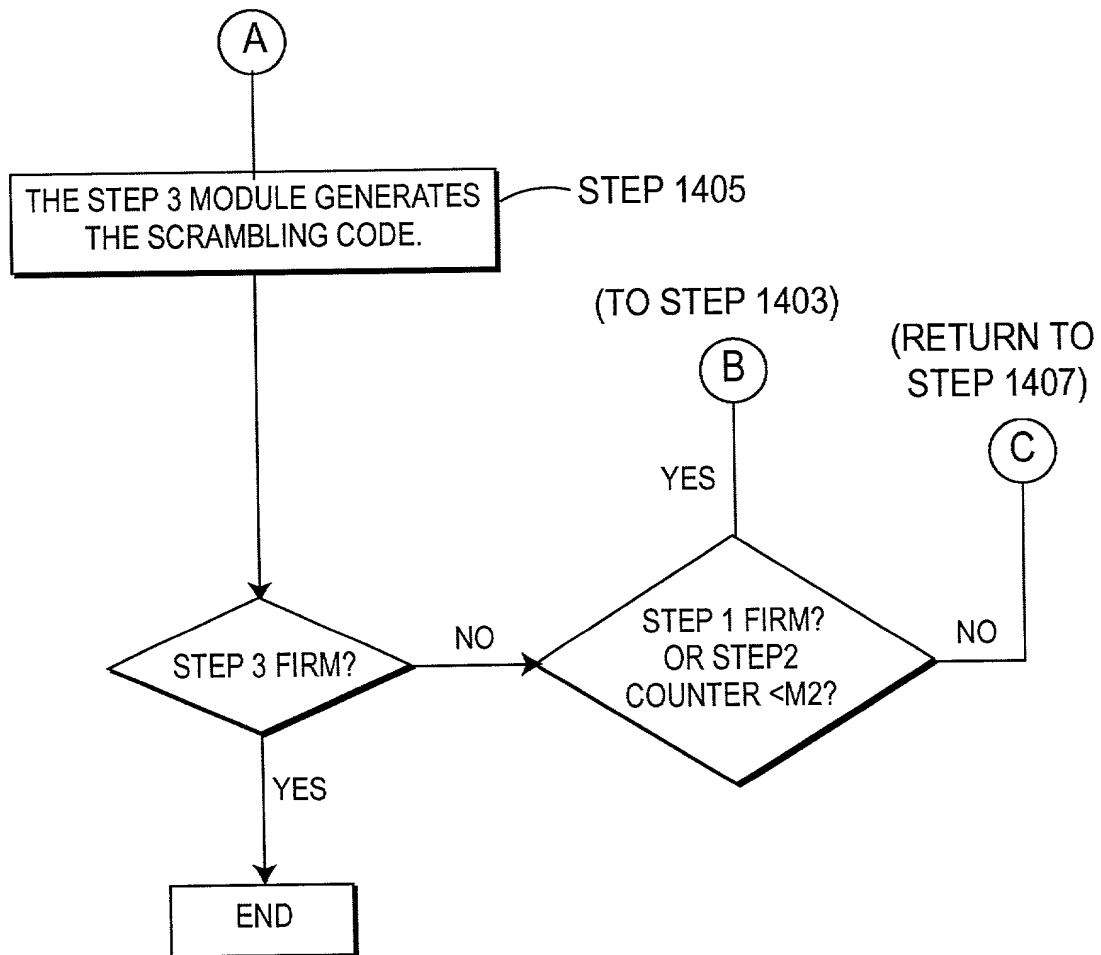 A
THE STEP 3 MODULE GENERATES
THE SCRAMBLING CODE.
STEP 1405
(TO STEP 1403)
B
(RETURN TO
STEP 1407)
C
YES
STEP 3 FIRM?
NO
STEP 1 FIRM?
OR STEP2
COUNTER <M2?
NO
YES
END